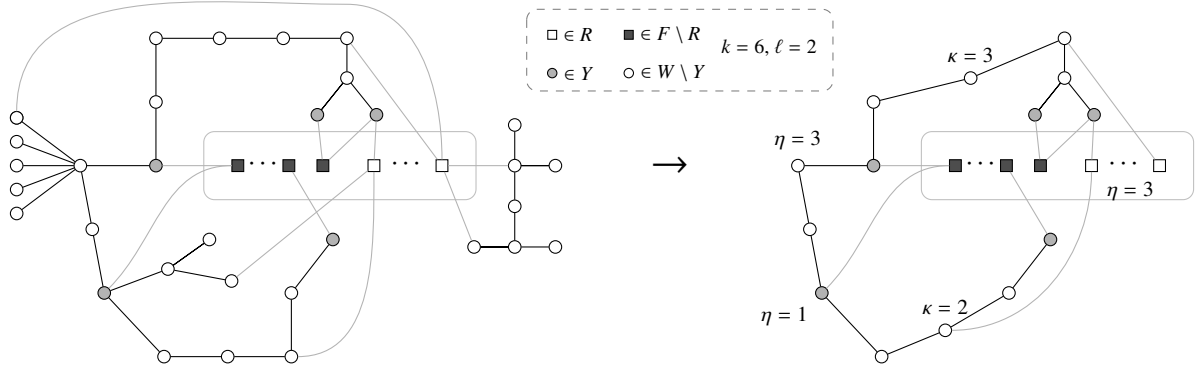 ∈ R ∈ F \ R k = 6, ℓ = 2
∈ Y ∈ W \ Y
···
···
→
κ = 3
η = 3
···
···
η = 3
η = 1
κ = 2